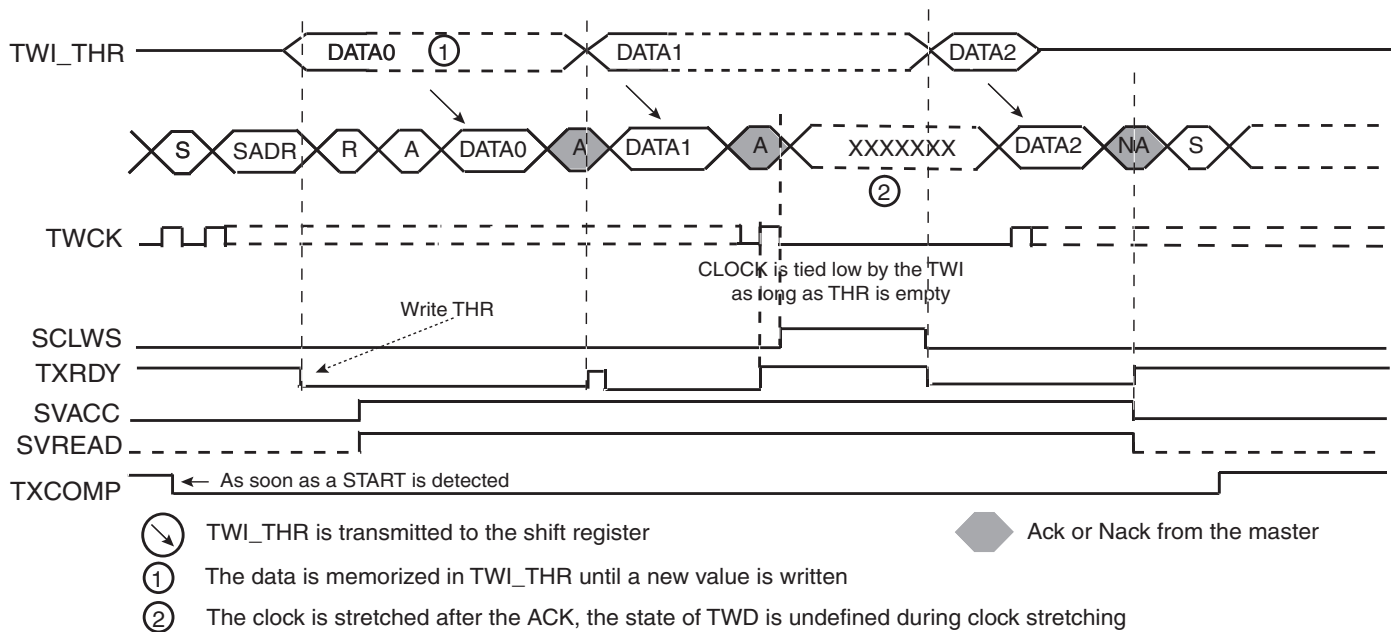 TWI_THR DATA0 1 DATA1 DATA2
S SADR R A DATA0 A DATA1 A XXXXXXX DATA2 NA S
2
TWCK
CLOCK is tied low by the TWI
as long as THR is empty
Write THR
SCLWS
TXRDY
SVACC
SVREAD
TXCOMP As soon as a START is detected
TWI_THR is transmitted to the shift register Ack or Nack from the master
1 The data is memorized in TWI_THR until a new value is written
2 The clock is stretched after the ACK, the state of TWD is undefined during clock stretching